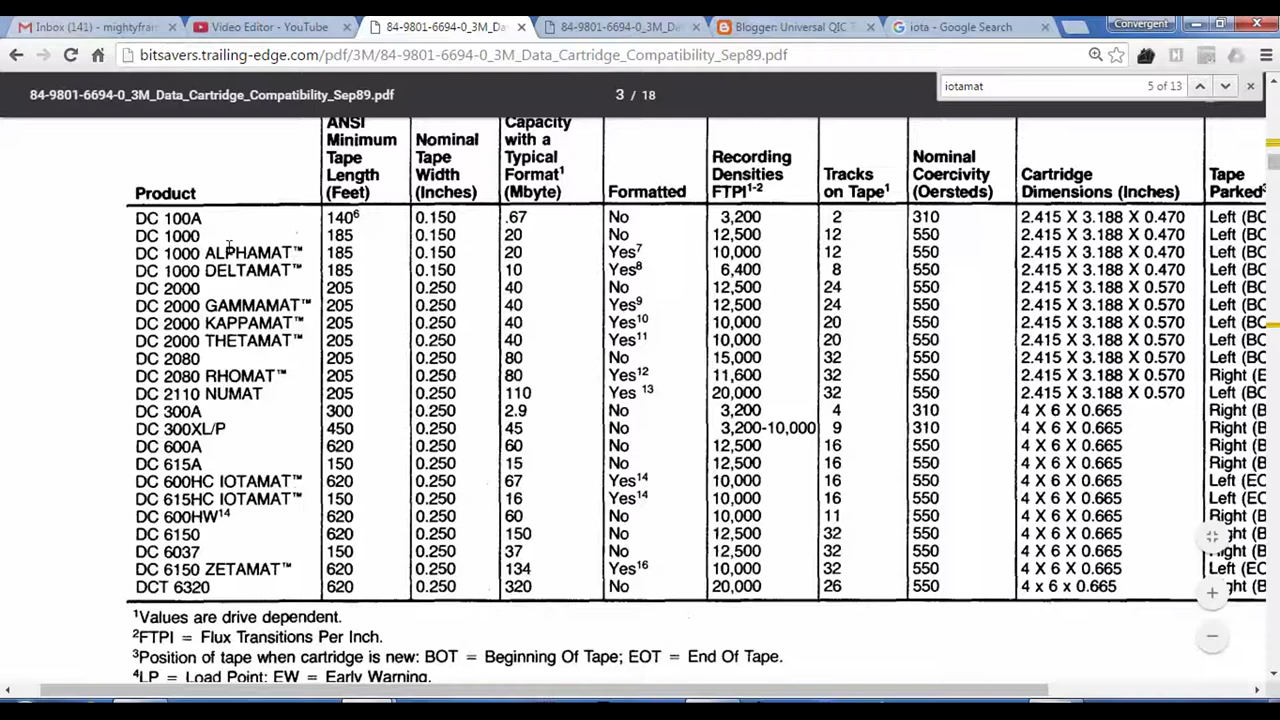 Inbox (141) - mightyfram
Video Editor - YouTube
84-9801-6694-0_3M_Da
84-9801-6694-0_3M_Dat
Blogger: Universal QIC T
iota - Google Search
Convergent
bitsavers.trailing-edge.com/pdf/3M/84-9801-6694-0_3M_Data_Cartridge_Compatibility_Sep89.pdf
iotamat 5 of 13
84-9801-6694-0_3M_Data_Cartridge_Compatibility_Sep89.pdf 3 / 18
Product ANSI Minimum Tape Length (Feet) Nominal Tape Width (Inches) Capacity with a Typical Format¹ (Mbyte) Formatted Recording Densities FTPI¹⁻² Tracks on Tape¹ Nominal Coercivity (Oersteds) Cartridge Dimensions (Inches) Tape Parked³
DC 100A 140⁶ 0.150 .67 No 3,200 2 310 2.415 X 3.188 X 0.470 Left (BO
DC 1000 185 0.150 20 No 12,500 12 550 2.415 X 3.188 X 0.470 Left (BO
DC 1000 ALPHAMAT™ 185 0.150 20 Yes⁷ 10,000 12 550 2.415 X 3.188 X 0.470 Left (BO
DC 1000 DELTAMAT™ 185 0.150 10 Yes⁸ 6,400 8 550 2.415 X 3.188 X 0.470 Left (BO
DC 2000 205 0.250 40 No 12,500 24 550 2.415 X 3.188 X 0.570 Left (BO
DC 2000 GAMMAMAT™ 205 0.250 40 Yes⁹ 12,500 24 550 2.415 X 3.188 X 0.570 Left (BO
DC 2000 KAPPAMAT™ 205 0.250 40 Yes¹⁰ 10,000 20 550 2.415 X 3.188 X 0.570 Left (BO
DC 2000 THETAMAT™ 205 0.250 40 Yes¹¹ 10,000 20 550 2.415 X 3.188 X 0.570 Left (BO
DC 2080 205 0.250 80 No 15,000 32 550 2.415 X 3.188 X 0.570 Left (BO
DC 2080 RHOMAT™ 205 0.250 80 Yes¹² 11,600 32 550 2.415 X 3.188 X 0.570 Right (E
DC 2110 NUMAT 205 0.250 110 Yes ¹³ 20,000 32 550 2.415 X 3.188 X 0.570 Left (BO
DC 300A 300 0.250 2.9 No 3,200 4 310 4 X 6 X 0.665 Right (B
DC 300XL/P 450 0.250 45 No 3,200-10,000 9 310 4 X 6 X 0.665 Right (B
DC 600A 620 0.250 60 No 12,500 16 550 4 X 6 X 0.665 Right (B
DC 615A 150 0.250 15 No 12,500 16 550 4 X 6 X 0.665 Right (B
DC 600HC IOTAMAT™ 620 0.250 67 Yes¹⁴ 10,000 16 550 4 X 6 X 0.665 Left (EO
DC 615HC IOTAMAT™ 150 0.250 16 Yes¹⁴ 10,000 16 550 4 X 6 X 0.665 Left (EO
DC 600HW¹⁴ 620 0.250 60 No 10,000 11 550 4 X 6 X 0.665 Right (B
DC 6150 620 0.250 150 No 12,500 32 550 4 X 6 X 0.665 Right (B
DC 6037 150 0.250 37 No 12,500 32 550 4 X 6 X 0.665 Right (B
DC 6150 ZETAMAT™ 620 0.250 134 Yes¹⁶ 10,000 32 550 4 X 6 X 0.665 Left (EO
DCT 6320 620 0.250 320 No 20,000 26 550 4 x 6 x 0.665 Right (B
¹Values are drive dependent.
²FTPI = Flux Transitions Per Inch.
³Position of tape when cartridge is new: BOT = Beginning Of Tape; EOT = End Of Tape.
⁴LP = Load Point; EW = Early Warning.